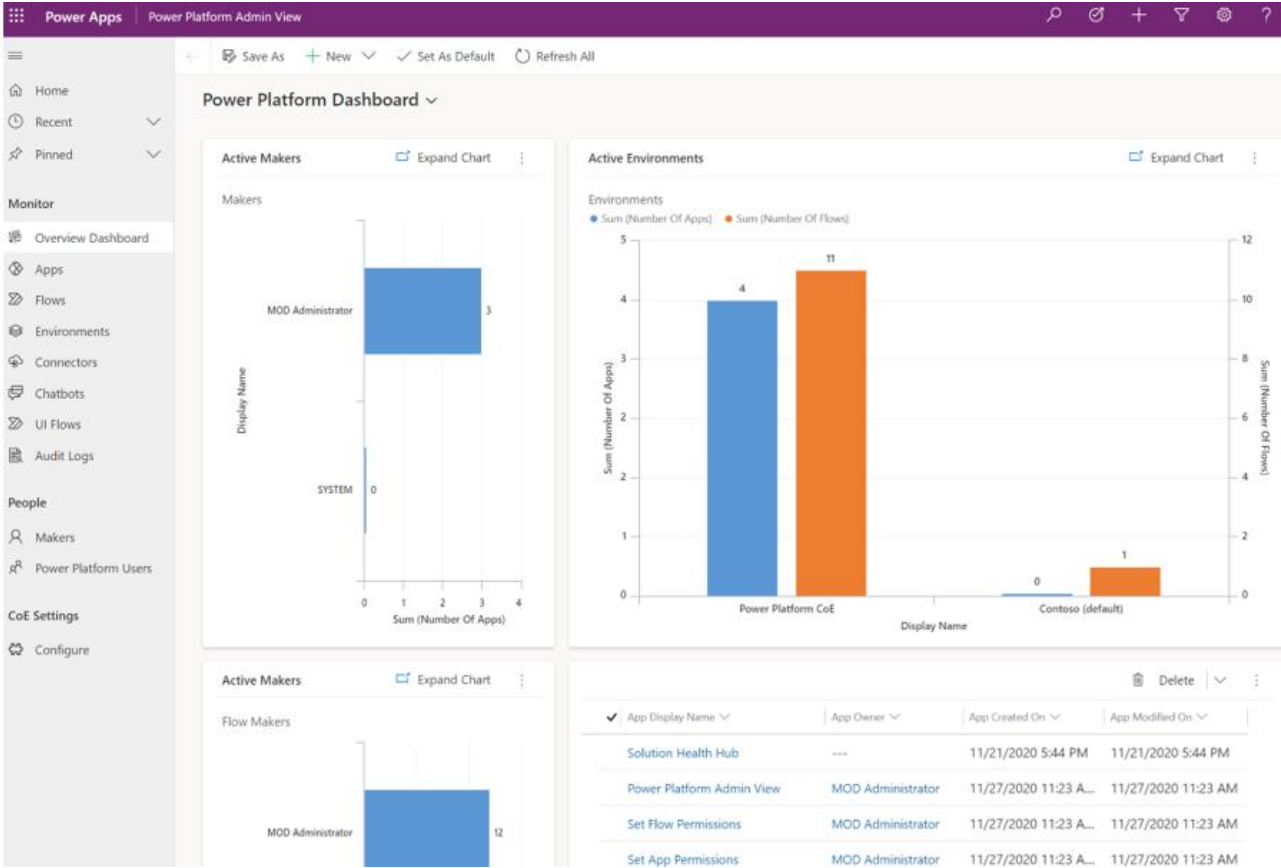 Power Apps Power Platform Admin View
Save As New Set As Default Refresh All
Home
Recent
Pinned
Monitor
Overview Dashboard
Apps
Flows
Environments
Connectors
Chatbots
UI Flows
Audit Logs
People
Makers
Power Platform Users
CoE Settings
Configure
Power Platform Dashboard
Active Makers Expand Chart
Makers
Display Name
MOD Administrator 3
SYSTEM 0
0 1 2 3 4
Sum (Number Of Apps)
Active Environments Expand Chart
Environments
Sum (Number Of Apps) Sum (Number Of Flows)
Sum (Number Of Apps)
5
4
3
2
2
1
0
4 11
0 1
12
10
8
6
4
2
0
Sum (Number Of Flows)
Power Platform CoE Contoso (default)
Display Name
Active Makers Expand Chart
Flow Makers
MOD Administrator 12
Delete
App Display Name App Owner App Created On App Modified On
Solution Health Hub --- 11/21/2020 5:44 PM 11/21/2020 5:44 PM
Power Platform Admin View MOD Administrator 11/27/2020 11:23 A... 11/27/2020 11:23 AM
Set Flow Permissions MOD Administrator 11/27/2020 11:23 A... 11/27/2020 11:23 AM
Set App Permissions MOD Administrator 11/27/2020 11:23 A... 11/27/2020 11:23 AM